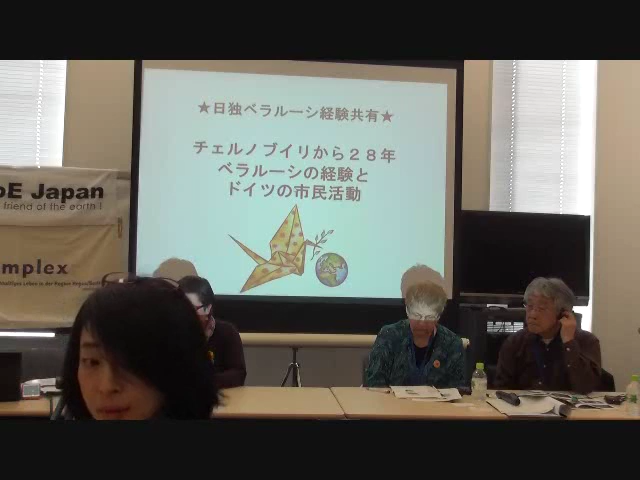 ★日独ベラルーシ経験共有★
チェルノブイリから２８年
ベラルーシの経験と
ドイツの市民活動
oE Japan
friend of the earth !
mplex